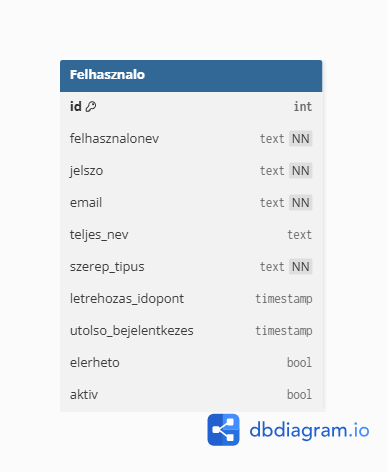 Felhasznalo
id int
felhasznalonev text NN
jelszo text NN
email text NN
teljes_nev text
szerep_tipus text NN
letrehozas_idopont timestamp
utolso_bejelentkezes timestamp
elerheto bool
aktiv bool
dbdiagram.io